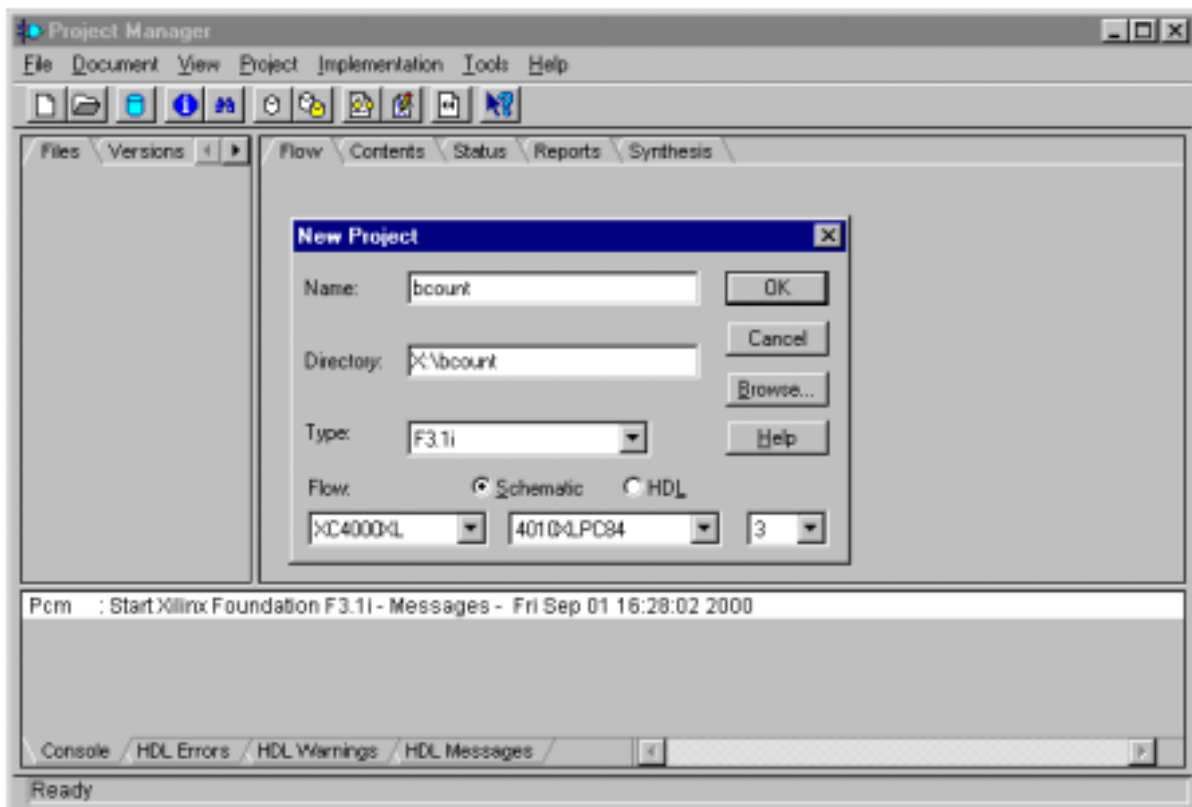 Project Manager
File Document View Project Implementation Tools Help
Files Versions
Flow Contents Status Reports Synthesis
New Project
Name: bcount OK
Cancel
Directory: X:\bcount
Browse...
Type: F3.1i Help
Flow: Schematic HDL
XC4000XL 4010XLPC84 3
Pcm : Start Xilinx Foundation F3.1i - Messages - Fri Sep 01 16:28:02 2000
Console HDL Errors HDL Warnings HDL Messages
Ready